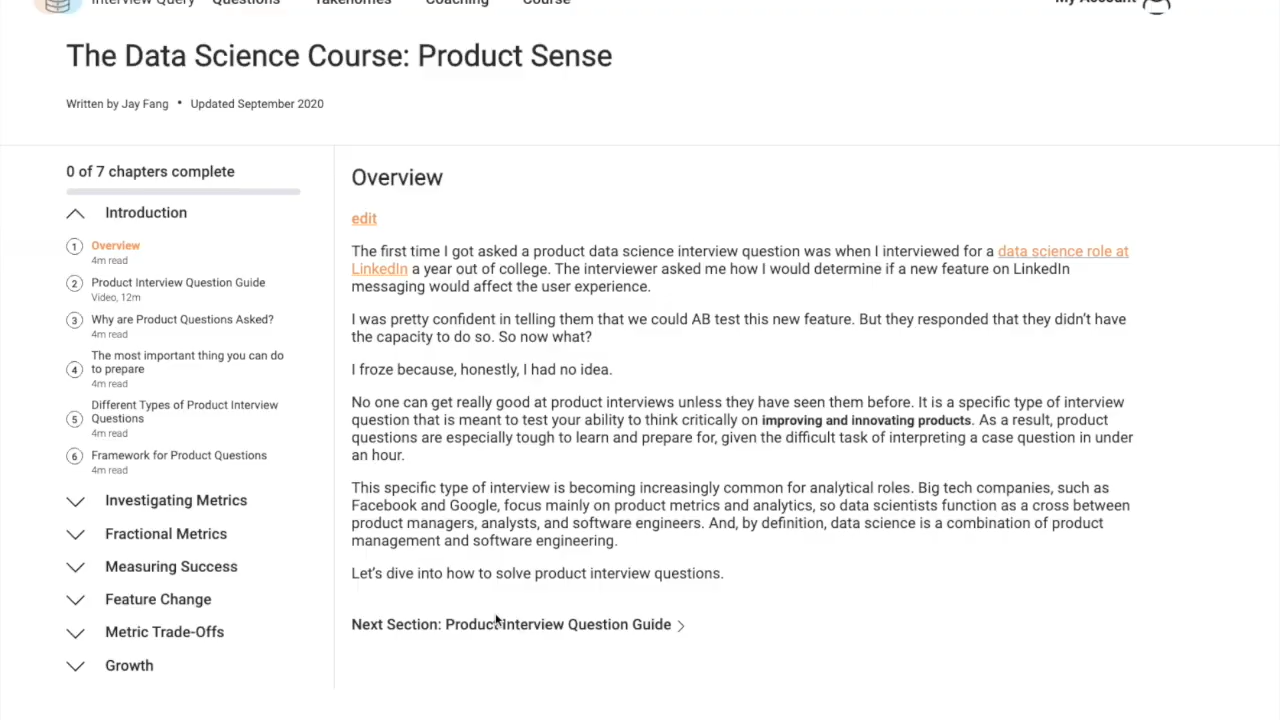 Interview Query Questions Takehomes Coaching Course My Account
The Data Science Course: Product Sense
Written by Jay Fang • Updated September 2020
0 of 7 chapters complete
Introduction
1 Overview
4m read
2 Product Interview Question Guide
Video, 12m
3 Why are Product Questions Asked?
4m read
4 The most important thing you can do
to prepare
4m read
5 Different Types of Product Interview
Questions
4m read
6 Framework for Product Questions
4m read
Investigating Metrics
Fractional Metrics
Measuring Success
Feature Change
Metric Trade-Offs
Growth
Overview
edit
The first time I got asked a product data science interview question was when I interviewed for a data science role at
LinkedIn a year out of college. The interviewer asked me how I would determine if a new feature on LinkedIn
messaging would affect the user experience.
I was pretty confident in telling them that we could AB test this new feature. But they responded that they didn't have
the capacity to do so. So now what?
I froze because, honestly, I had no idea.
No one can get really good at product interviews unless they have seen them before. It is a specific type of interview
question that is meant to test your ability to think critically on improving and innovating products. As a result, product
questions are especially tough to learn and prepare for, given the difficult task of interpreting a case question in under
an hour.
This specific type of interview is becoming increasingly common for analytical roles. Big tech companies, such as
Facebook and Google, focus mainly on product metrics and analytics, so data scientists function as a cross between
product managers, analysts, and software engineers. And, by definition, data science is a combination of product
management and software engineering.
Let's dive into how to solve product interview questions.
Next Section: Product Interview Question Guide